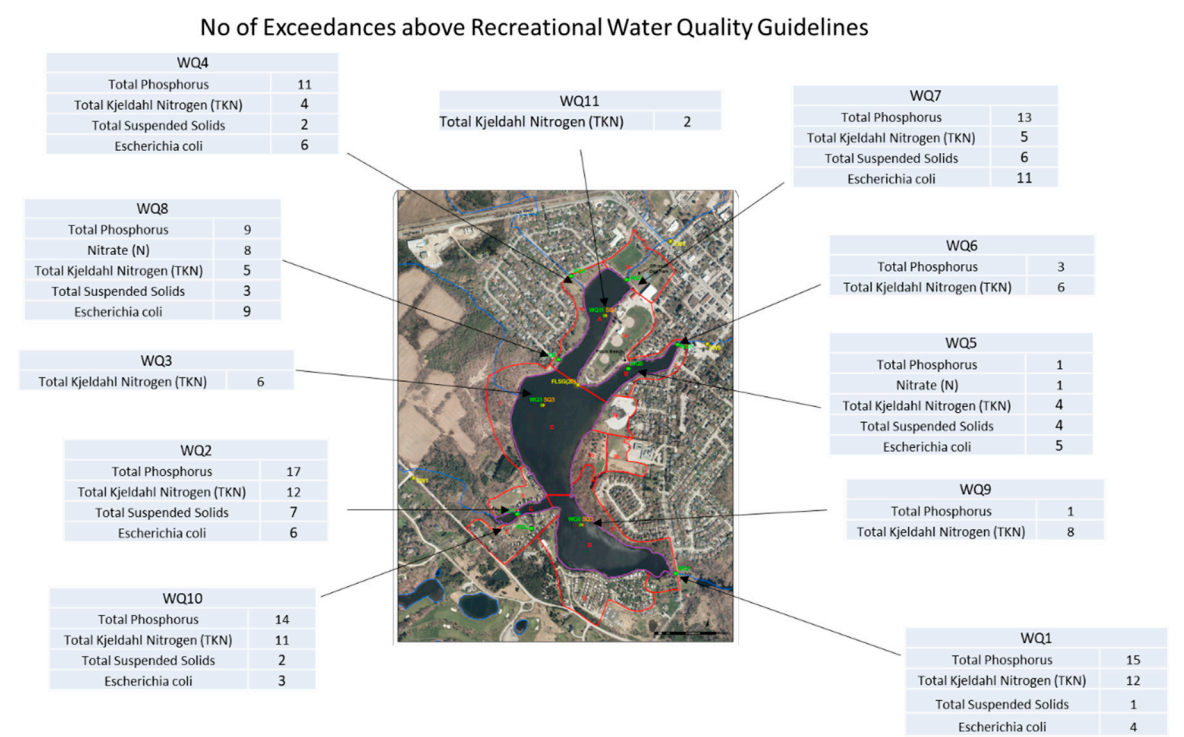 No of Exceedances above Recreational Water Quality Guidelines
WQ4
Total Phosphorus 11
Total Kjeldahl Nitrogen (TKN) 4
Total Suspended Solids 2
Escherichia coli 6
WQ11
Total Kjeldahl Nitrogen (TKN) 2
WQ7
Total Phosphorus 13
Total Kjeldahl Nitrogen (TKN) 5
Total Suspended Solids 6
Escherichia coli 11
WQ8
Total Phosphorus 9
Nitrate (N) 8
Total Kjeldahl Nitrogen (TKN) 5
Total Suspended Solids 3
Escherichia coli 9
WQ6
Total Phosphorus 3
Total Kjeldahl Nitrogen (TKN) 6
WQ3
Total Kjeldahl Nitrogen (TKN) 6
WQ5
Total Phosphorus 1
Nitrate (N) 1
Total Kjeldahl Nitrogen (TKN) 4
Total Suspended Solids 4
Escherichia coli 5
WQ2
Total Phosphorus 17
Total Kjeldahl Nitrogen (TKN) 12
Total Suspended Solids 7
Escherichia coli 6
WQ9
Total Phosphorus 1
Total Kjeldahl Nitrogen (TKN) 8
WQ10
Total Phosphorus 14
Total Kjeldahl Nitrogen (TKN) 11
Total Suspended Solids 2
Escherichia coli 3
WQ1
Total Phosphorus 15
Total Kjeldahl Nitrogen (TKN) 12
Total Suspended Solids 1
Escherichia coli 4